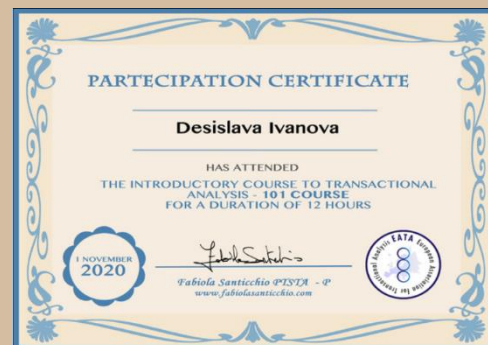 PARTECIPATION CERTIFICATE
Desislava Ivanova
HAS ATTENDED
THE INTRODUCTORY COURSE TO TRANSACTIONAL
ANALYSIS - 101 COURSE
FOR A DURATION OF 12 HOURS
1 NOVEMBER
2020
Fabiola Santicchio PTSTA - P
www.fabiolasanticchio.com
EATA European Association for Transactional Analysis